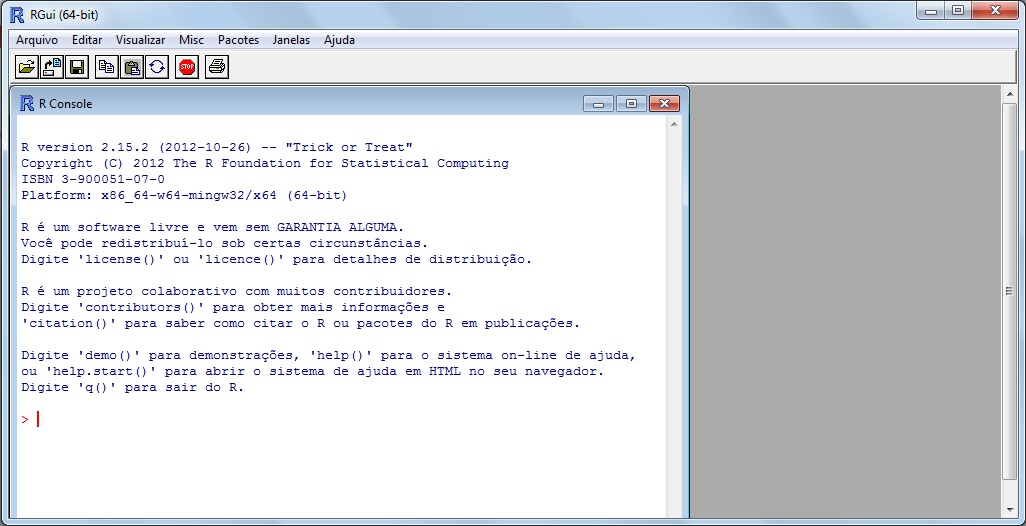 RGui (64-bit)
Arquivo Editar Visualizar Misc Pacotes Janelas Ajuda
STOP
R Console
R version 2.15.2 (2012-10-26) -- "Trick or Treat"
Copyright (C) 2012 The R Foundation for Statistical Computing
ISBN 3-900051-07-0
Platform: x86_64-w64-mingw32/x64 (64-bit)
R é um software livre e vem sem GARANTIA ALGUMA.
Você pode redistribuí-lo sob certas circunstâncias.
Digite 'license()' ou 'licence()' para detalhes de distribuição.
R é um projeto colaborativo com muitos contribuidores.
Digite 'contributors()' para obter mais informações e
'citation()' para saber como citar o R ou pacotes do R em publicações.
Digite 'demo()' para demonstrações, 'help()' para o sistema on-line de ajuda,
ou 'help.start()' para abrir o sistema de ajuda em HTML no seu navegador.
Digite 'q()' para sair do R.
>